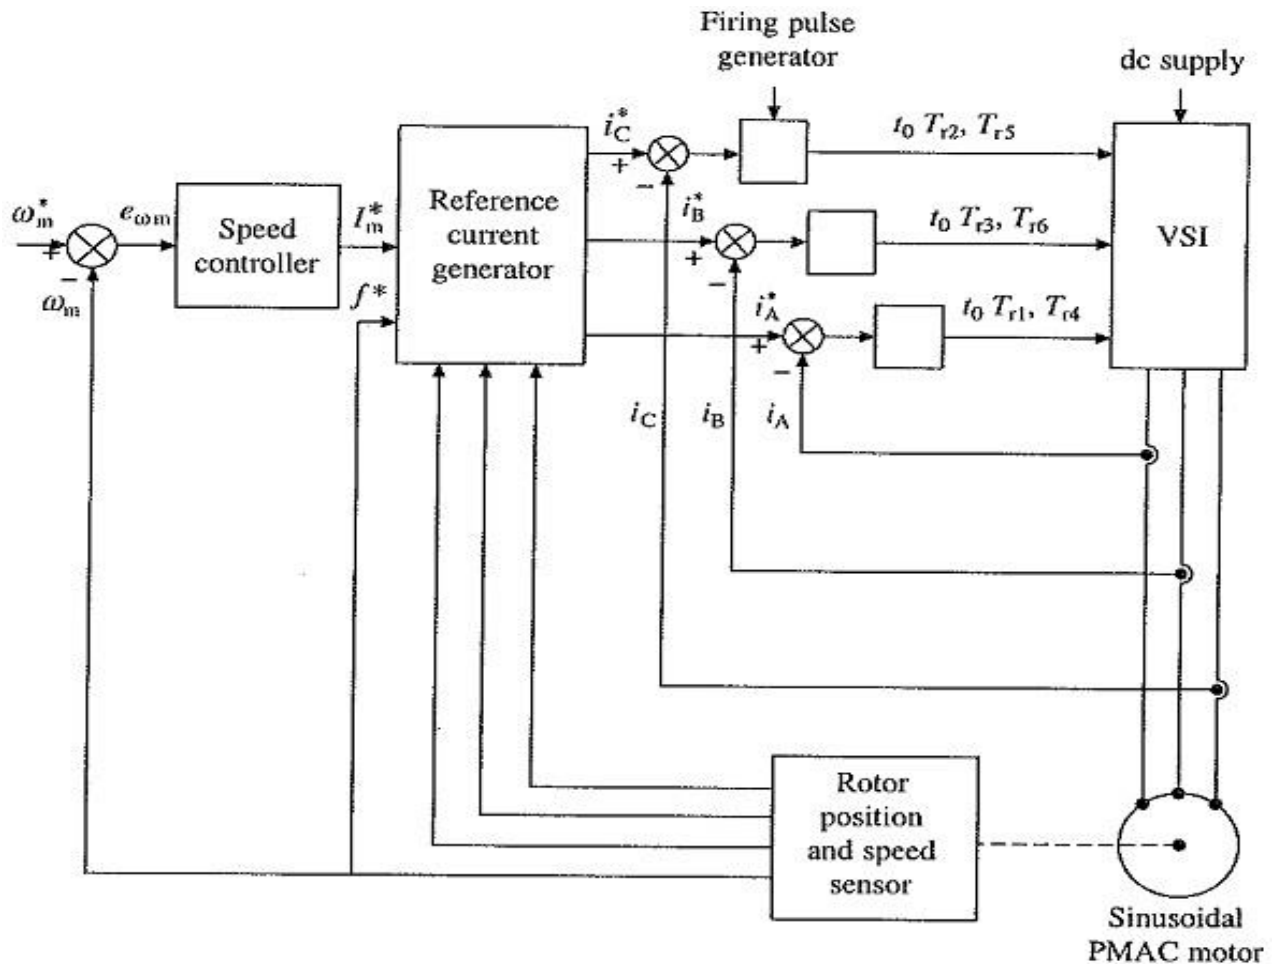 Firing pulse
generator
dc supply
i*C
t0 Tr2, Tr5
+
−
ω*m
eωm
Speed
controller
I*m
Reference
current
generator
i*B
t0 Tr3, Tr6
VSI
+
−
+
−
ωm
f*
i*A
t0 Tr1, Tr4
+
−
iC
iB
iA
Rotor
position
and speed
sensor
Sinusoidal
PMAC motor